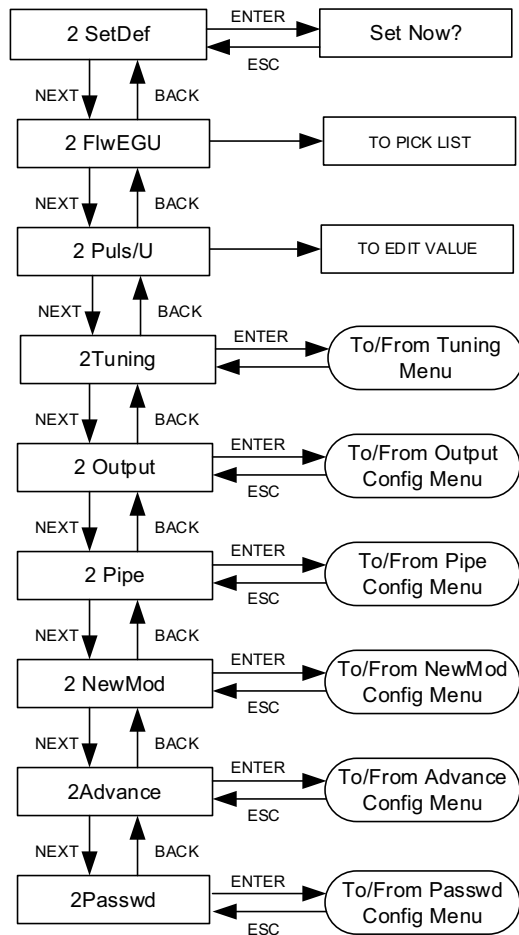 2 SetDef
ENTER
Set Now?
ESC
NEXT
BACK
2 FlwEGU
TO PICK LIST
NEXT
BACK
2 Puls/U
TO EDIT VALUE
NEXT
BACK
2Tuning
ENTER
To/From Tuning
Menu
NEXT
BACK
2 Output
ENTER
ESC
To/From Output
Config Menu
NEXT
BACK
2 Pipe
ENTER
ESC
To/From Pipe
Config Menu
NEXT
BACK
2 NewMod
ENTER
ESC
To/From NewMod
Config Menu
NEXT
BACK
2Advance
ENTER
ESC
To/From Advance
Config Menu
NEXT
BACK
2Passwd
ENTER
ESC
To/From Passwd
Config Menu